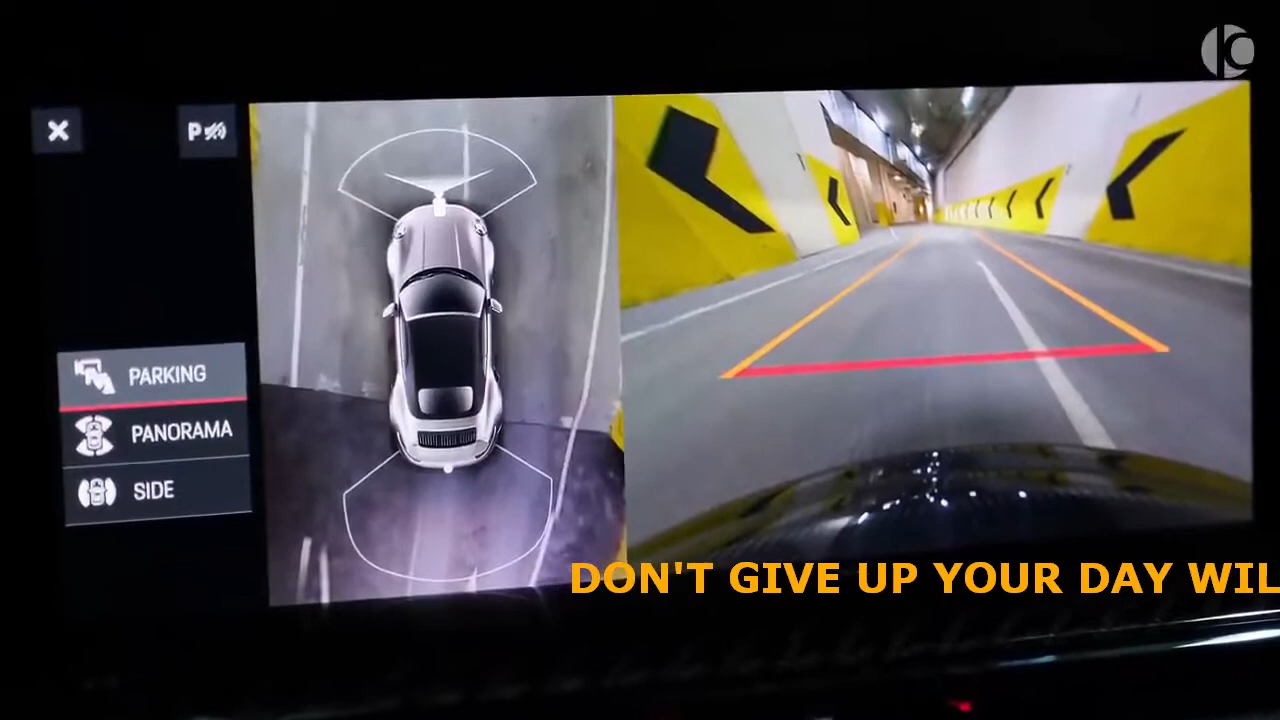 P
PARKING
PANORAMA
SIDE
DON'T GIVE UP YOUR DAY WIL